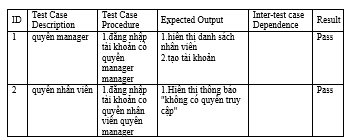 ID
Test Case Description
Test Case Procedure
Expected Output
Inter-test case Dependence
Result
1
quyền manager
1.đăng nhập
tài khoản có
quyền
manager
manager
1.hiển thị danh sách
nhân viên
2.tạo tài khoản
Pass
2
quyền nhân viên
1.đăng nhập
tài khoản có
quyền nhân
viên quyền
manager
1.Hiển thị thông báo
"không có quyền truy
cập"
Pass